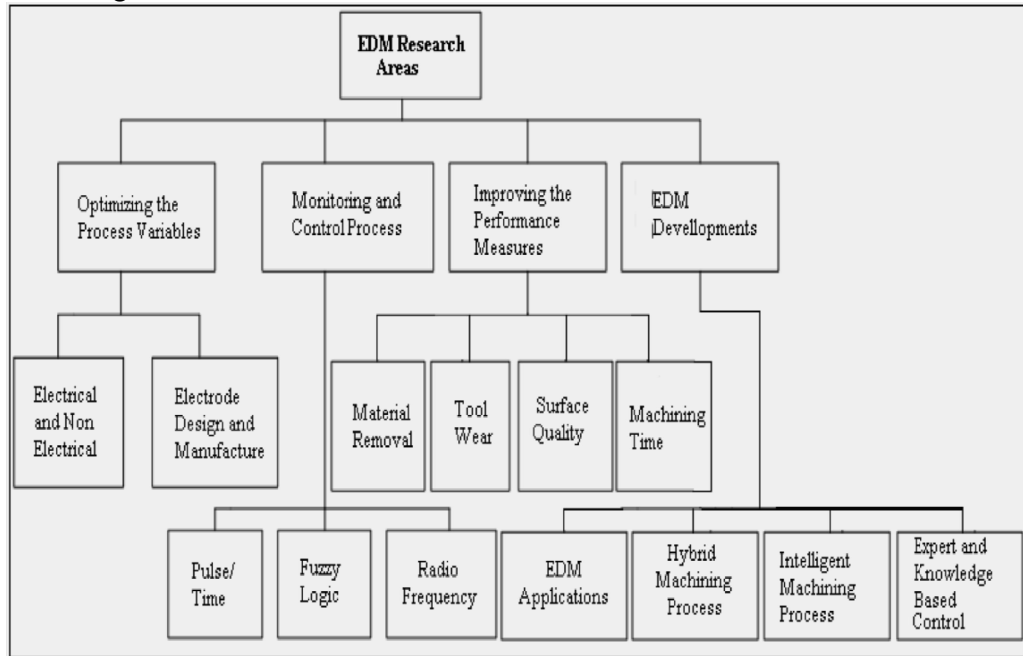 EDM Research
Areas
Optimizing the
Process Variables
Monitoring and
Control Process
Improving the
Performance
Measures
EDM
Devellopments
Electrical
and Non
Electrical
Electrode
Design and
Manufacture
Material
Removal
Tool
Wear
Surface
Quality
Machining
Time
Pulse/
Time
Fuzzy
Logic
Radio
Frequency
EDM
Applications
Hybrid
Machining
Process
Intelligent
Machining
Process
Expert and
Knowledge
Based
Control